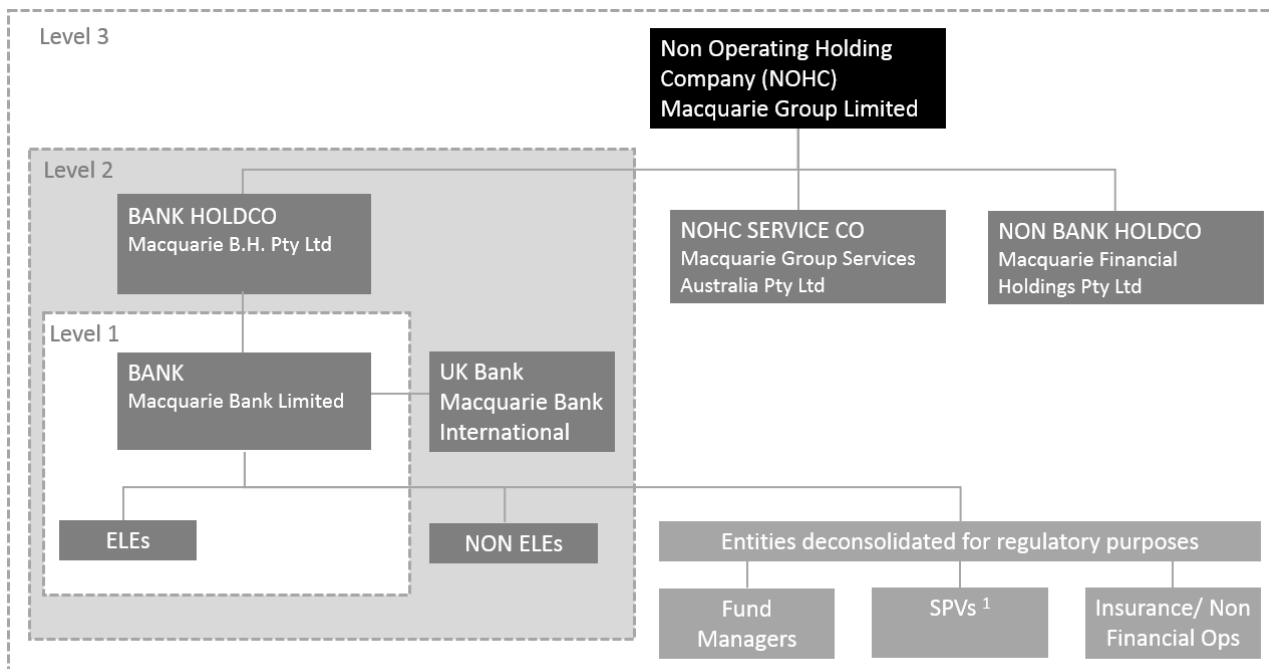 Level 3
Non Operating Holding
Company (NOHC)
Macquarie Group Limited
Level 2
BANK HOLDCO
Macquarie B.H. Pty Ltd
NOHC SERVICE CO
Macquarie Group Services
Australia Pty Ltd
NON BANK HOLDCO
Macquarie Financial
Holdings Pty Ltd
Level 1
BANK
Macquarie Bank Limited
UK Bank
Macquarie Bank
International
ELEs
NON ELEs
Entities deconsolidated for regulatory purposes
Fund
Managers
SPVs 1
Insurance/ Non
Financial Ops